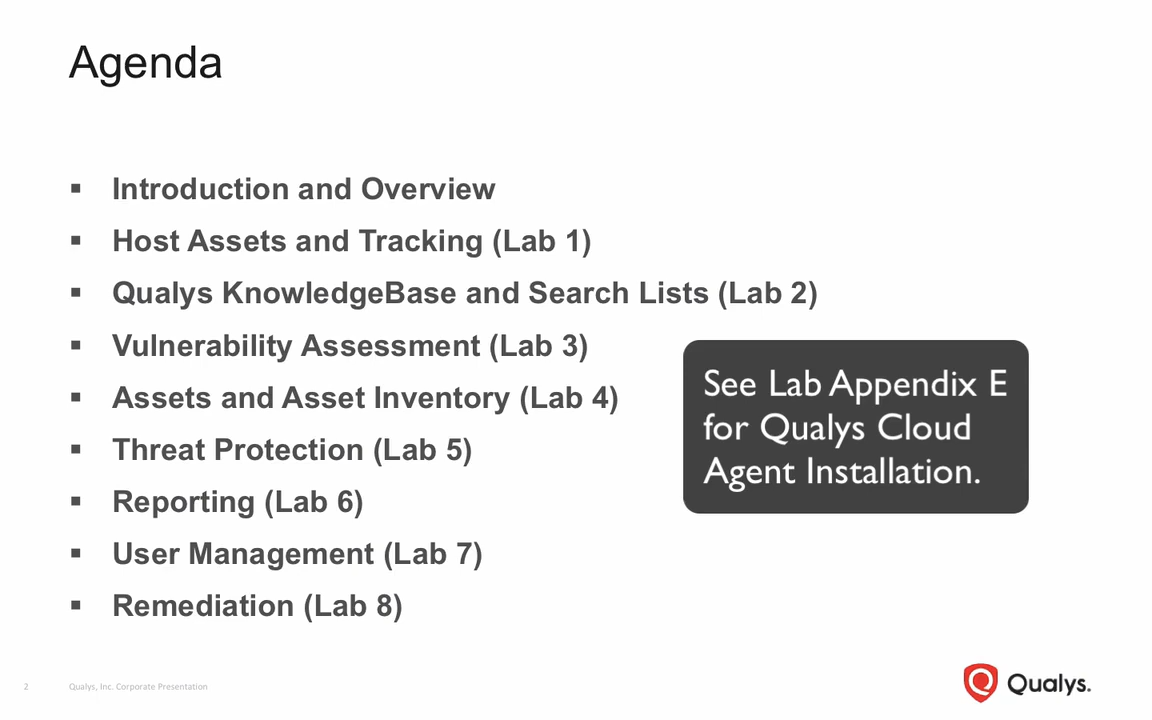 Agenda
▪ Introduction and Overview
▪ Host Assets and Tracking (Lab 1)
▪ Qualys KnowledgeBase and Search Lists (Lab 2)
▪ Vulnerability Assessment (Lab 3)
▪ Assets and Asset Inventory (Lab 4)
▪ Threat Protection (Lab 5)
▪ Reporting (Lab 6)
▪ User Management (Lab 7)
▪ Remediation (Lab 8)
See Lab Appendix E
for Qualys Cloud
Agent Installation.
2 Qualys, Inc. Corporate Presentation
Qualys.